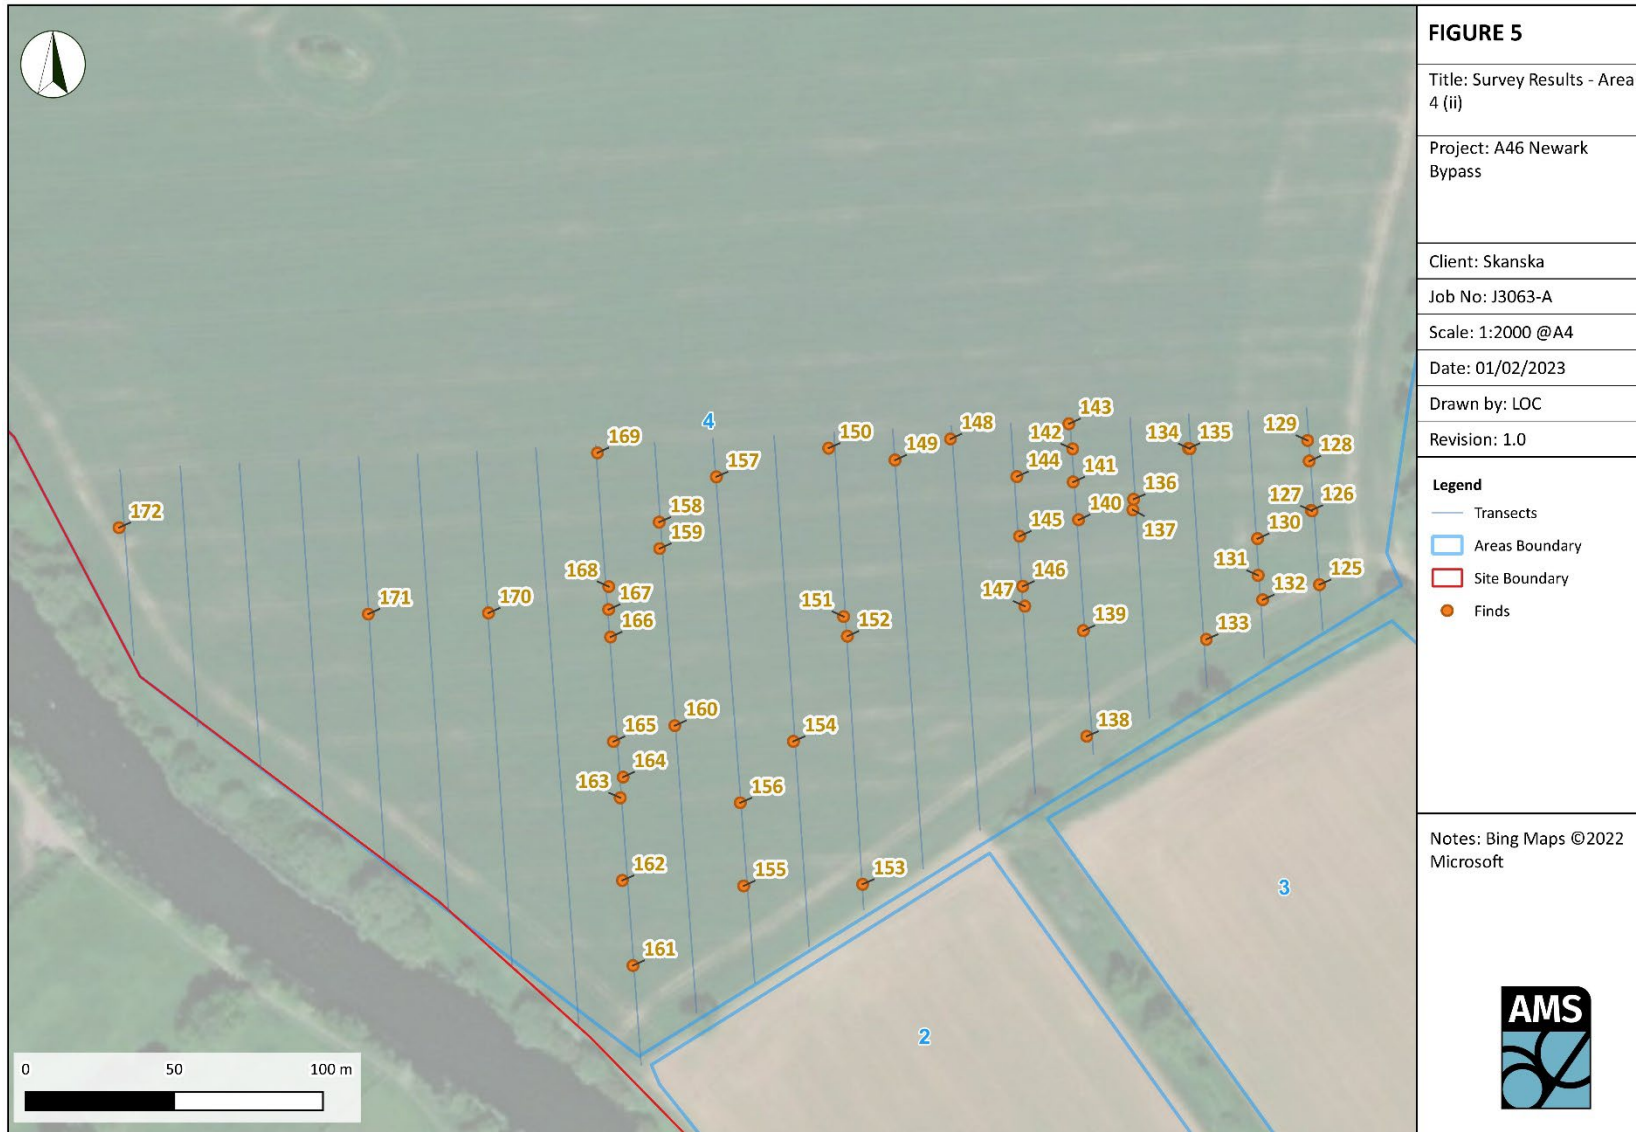 FIGURE 5
Title: Survey Results - Area
4 (ii)
Project: A46 Newark
Bypass
Client: Skanska
Job No: J3063-A
Scale: 1:2000 @A4
Date: 01/02/2023
Drawn by: LOC
Revision: 1.0
Legend
Transects
Areas Boundary
Site Boundary
Finds
Notes: Bing Maps ©2022
Microsoft
AMS
4
143
148
150
142
134
135
129
169
149
128
157
144
141
136
127
126
172
158
145
140
137
130
159
168
146
131
125
171
170
167
151
147
132
166
152
139
133
160
165
154
138
164
163
156
162
155
153
3
161
2
0 50 100 m